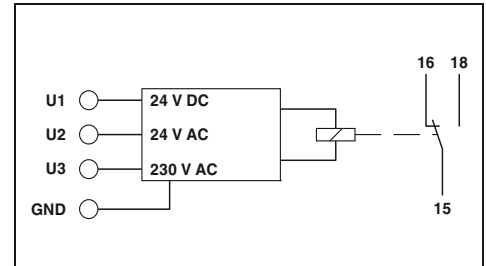 16 18
U1 24 V DC
U2 24 V AC
U3 230 V AC
GND
15